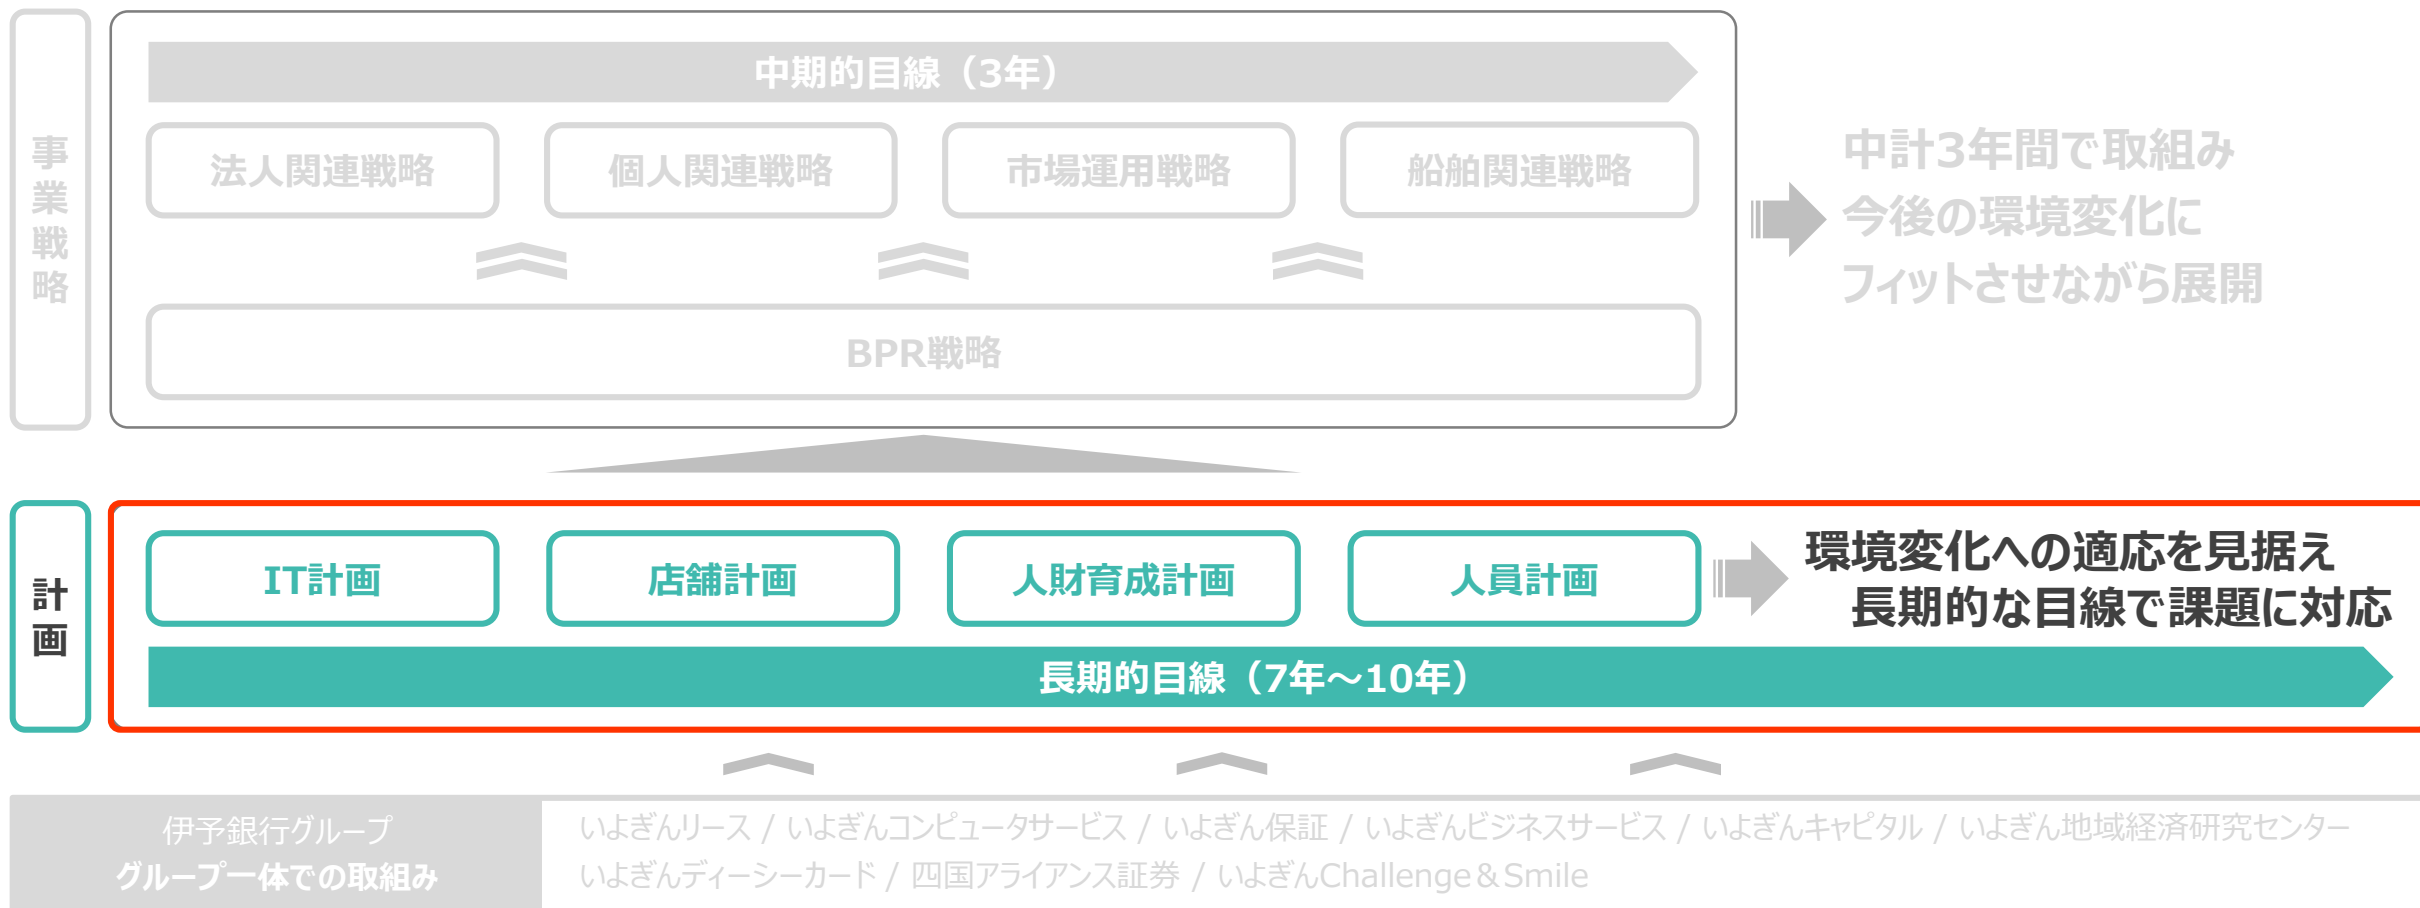 事業戦略
中期的目線（3年）
法人関連戦略
個人関連戦略
市場運用戦略
船舶関連戦略
BPR戦略
中計3年間で取組み
今後の環境変化に
フィットさせながら展開
計画
IT計画
店舗計画
人財育成計画
人員計画
環境変化への適応を見据え
長期的な目線で課題に対応
長期的目線（7年～10年）
伊予銀行グループ
グループ一体での取組み
いよぎんリース / いよぎんコンピュータサービス / いよぎん保証 / いよぎんビジネスサービス / いよぎんキャピタル / いよぎん地域経済研究センター
いよぎんディーシーカード / 四国アライアンス証券 / いよぎんChallenge＆Smile